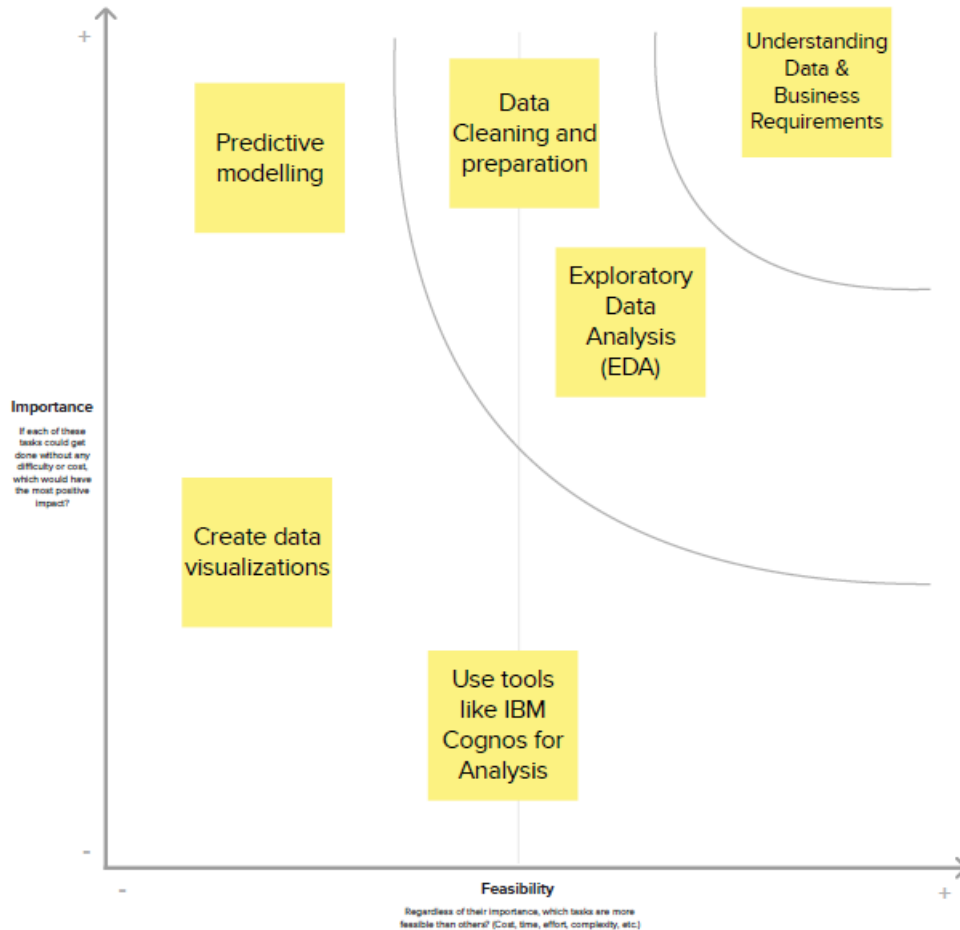 +
Understanding
Data &
Business
Requirements
Data
Cleaning and
preparation
Predictive
modelling
Exploratory
Data
Analysis
(EDA)
Importance
If each of these
tasks could get
done without any
difficulty or cost,
which would have
the most positive
impact?
Create data
visualizations
Use tools
like IBM
Cognos for
Analysis
-
-
Feasibility
+
Regardless of their importance, which tasks are more
feasible than others? (Cost, time, effort, complexity, etc.)